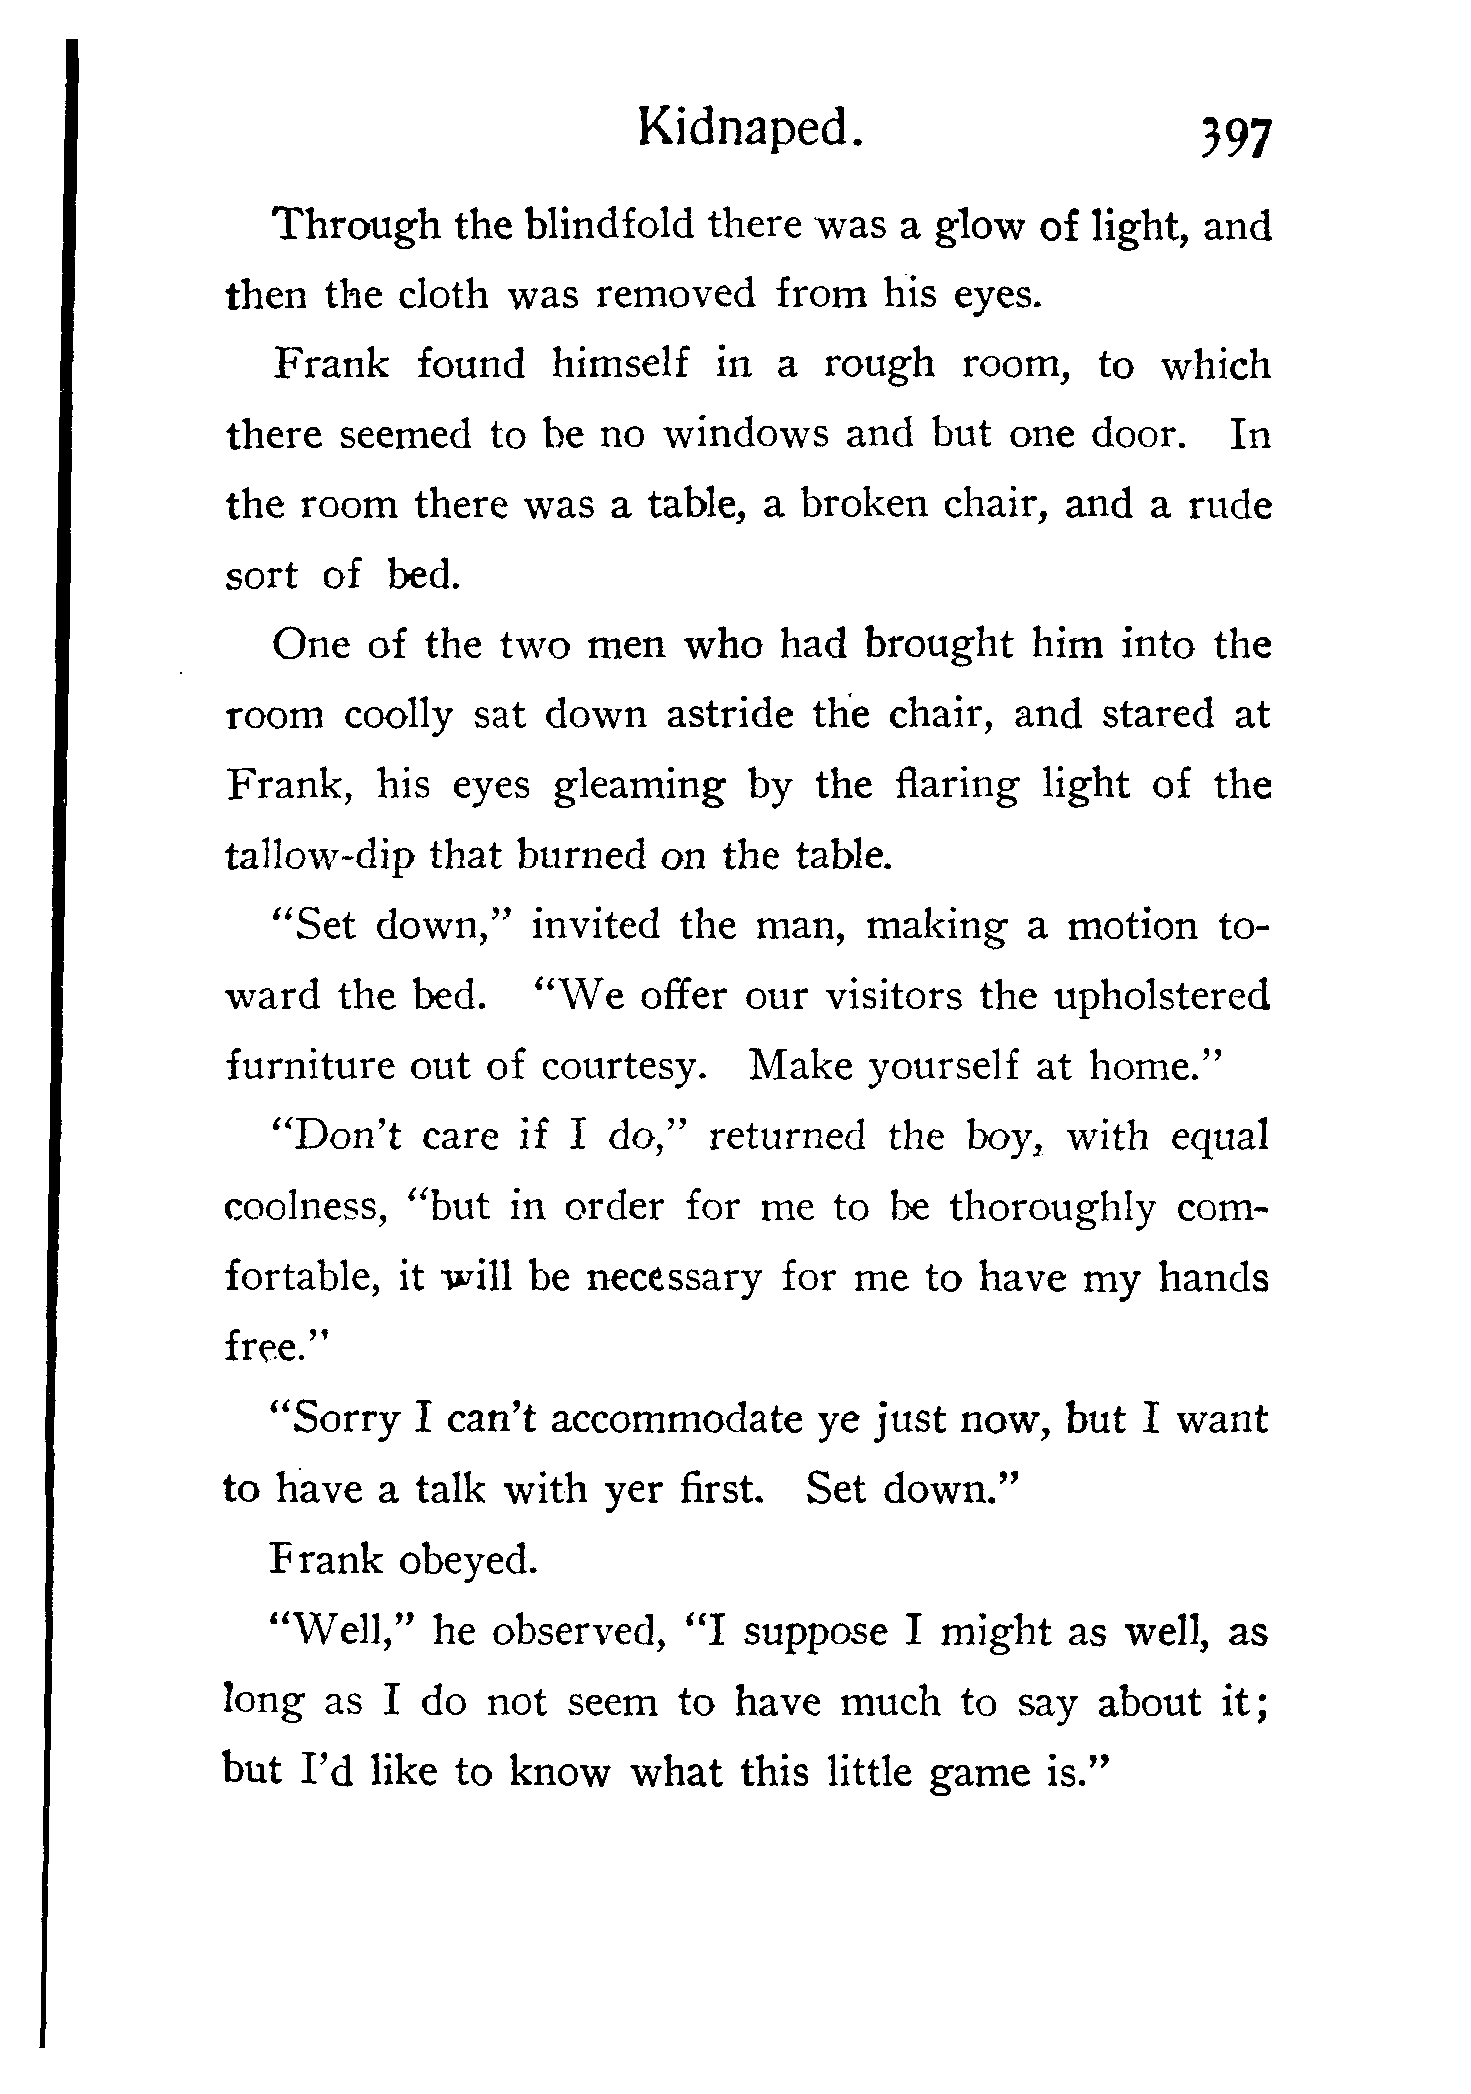 Kidnaped. 397
Through the blindfold there was a glow of light, and
then the cloth was removed from his eyes.
Frank found himself in a rough room, to which
there seemed to be no windows and but one door. In
the room there was a table, a broken chair, and a rude
sort of bed.
One of the two men who had brought him into the
room coolly sat down astride the chair, and stared at
Frank, his eyes gleaming by the flaring light of the
tallow-dip that burned on the table.
“Set down,” invited the man, making a motion to-
ward the bed. “We offer our visitors the upholstered
furniture out of courtesy. Make yourself at home.”
“Don’t care if I do,” returned the boy, with equal
coolness, “but in order for me to be thoroughly com-
fortable, it will be necessary for me to have my hands
free.”
“Sorry I can’t accommodate ye just now, but I want
to have a talk with yer first. Set down.”
Frank obeyed.
“Well,” he observed, “I suppose I might as well, as
long as I do not seem to have much to say about it;
but I’d like to know what this little game is.”